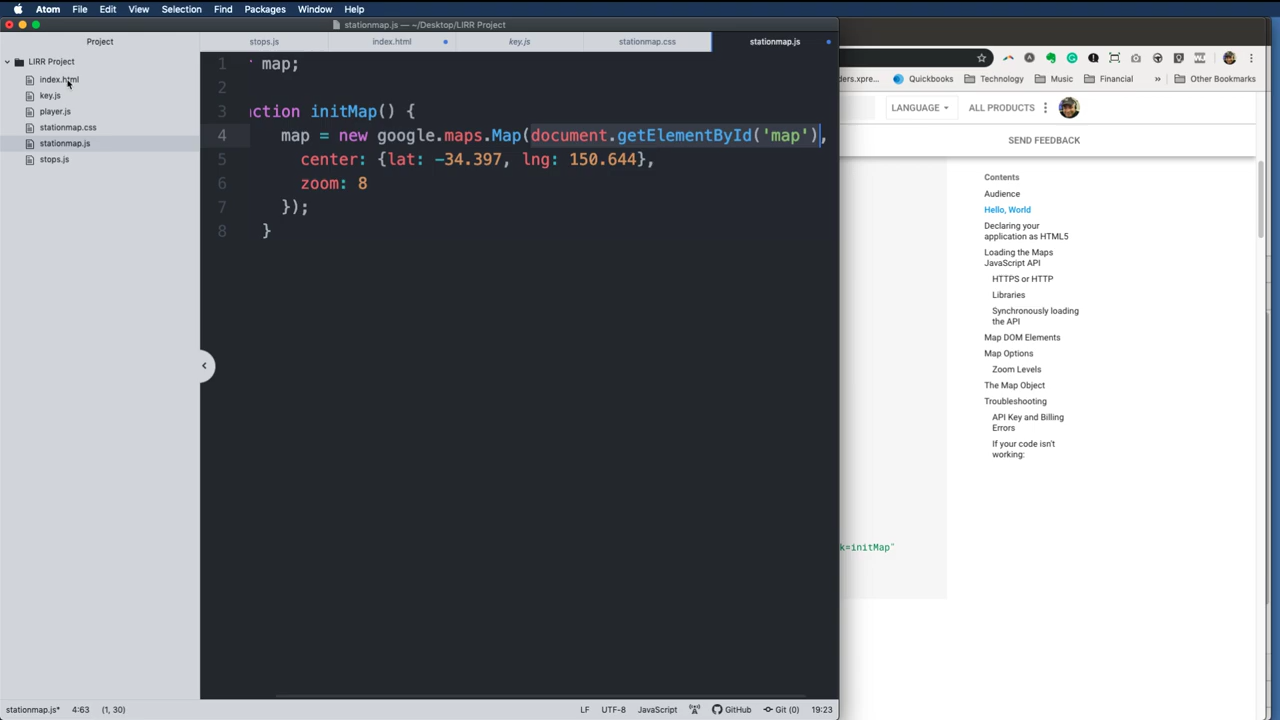 Atom File Edit View Selection Find Packages Window Help
stationmap.js — ~/Desktop/LIRR Project
Project
stops.js
index.html
key.js
stationmap.css
stationmap.js
LIRR Project
index.html
key.js
player.js
stationmap.css
stationmap.js
stops.js
1 r map;
2
3 nction initMap() {
4 map = new google.maps.Map(document.getElementById('map'),
5 center: {lat: -34.397, lng: 150.644},
6 zoom: 8
7 });
8 }
stationmap.js* 4:63 (1, 30)
LF UTF-8 JavaScript GitHub Git (0) 19:23
ders.xpre...
Quickbooks
Technology
Music
Financial
»
Other Bookmarks
LANGUAGE
ALL PRODUCTS
SEND FEEDBACK
Contents
Audience
Hello, World
Declaring your
application as HTML5
Loading the Maps
JavaScript API
HTTPS or HTTP
Libraries
Synchronously loading
the API
Map DOM Elements
Map Options
Zoom Levels
The Map Object
Troubleshooting
API Key and Billing
Errors
If your code isn't
working:
k=initMap"